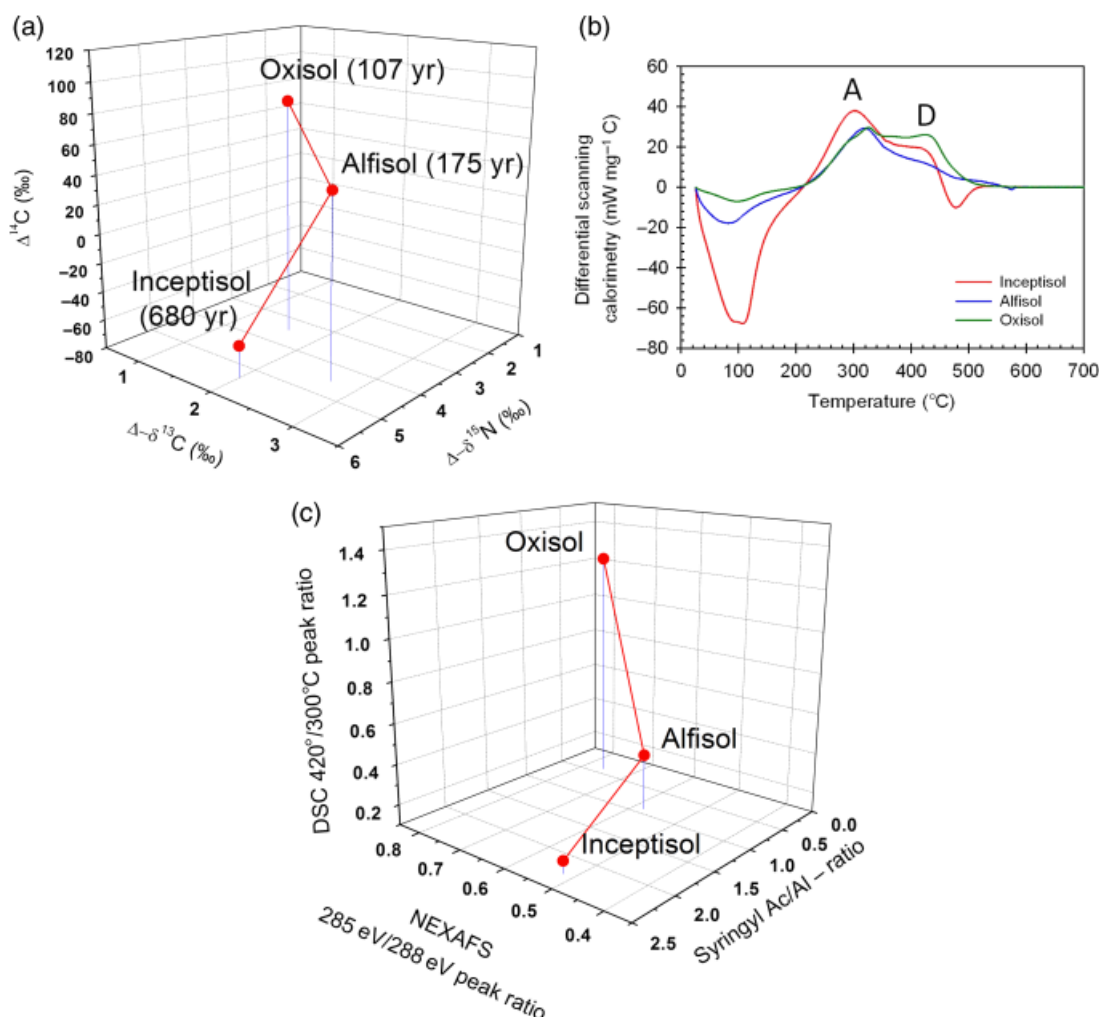 (a)
120
100
80
60
40
20
0
−20
−40
−60
−80
Δ¹⁴C (‰)
Oxisol (107 yr)
Alfisol (175 yr)
Inceptisol
(680 yr)
1
2
3
Δ–δ ¹³C (‰)
6
5
4
3
2
1
Δ–δ ¹⁵N (‰)
(b)
60
40
20
0
−20
−40
−60
−80
Differential scanning
calorimetry (mW mg⁻¹ C)
A
D
Inceptisol
Alfisol
Oxisol
0 100 200 300 400 500 600 700
Temperature (°C)
(c)
1.4
1.2
1.0
0.8
0.6
0.4
0.2
DSC 420°/300°C peak ratio
Oxisol
Alfisol
Inceptisol
0.8
0.7
0.6
0.5
0.4
NEXAFS
285 eV/288 eV peak ratio
2.5
2.0
1.5
1.0
0.5
0.0
Syringyl Ac/Al – ratio